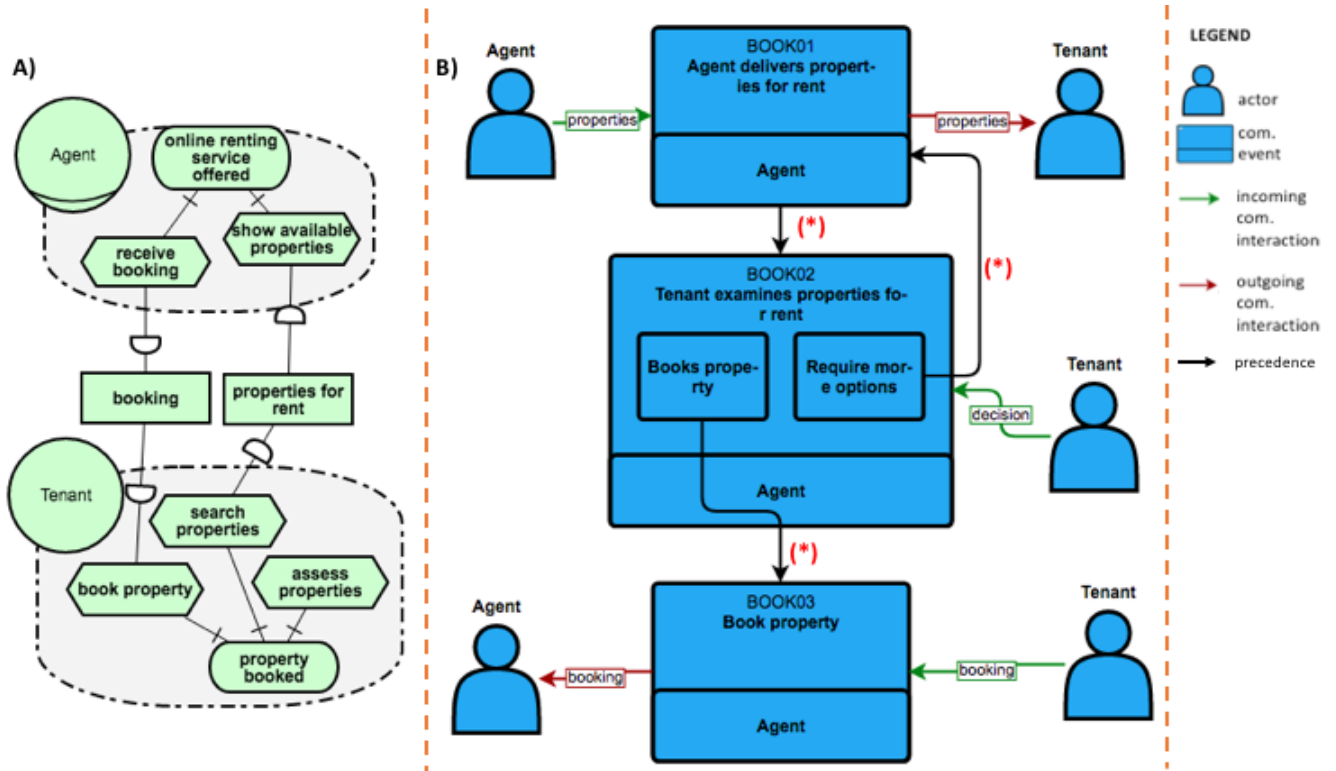 A)
Agent
online renting
service
offered
receive
booking
show available
properties
booking
properties for
rent
Tenant
search
properties
book property
assess
properties
property
booked
B)
Agent
properties
BOOK01
Agent delivers propert-
ies for rent
Agent
properties
Tenant
(*)
(*)
BOOK02
Tenant examines properties fo-
r rent
Books prope-
rty
Require mor-
e options
Agent
decision
Tenant
(*)
Agent
booking
BOOK03
Book property
Agent
booking
Tenant
LEGEND
actor
com.
event
incoming
com.
interaction
outgoing
com.
interaction
precedence